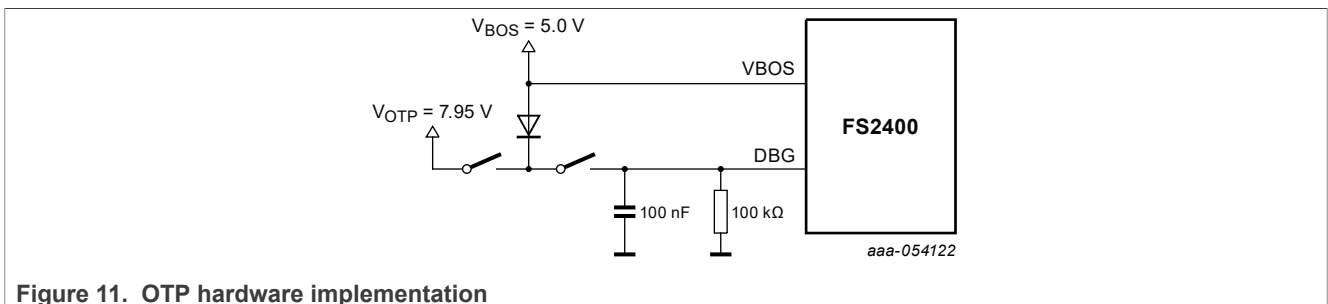 V_BOS = 5.0 V
VBOS
V_OTP = 7.95 V
FS2400
DBG
100 nF
100 kΩ
aaa-054122
Figure 11. OTP hardware implementation